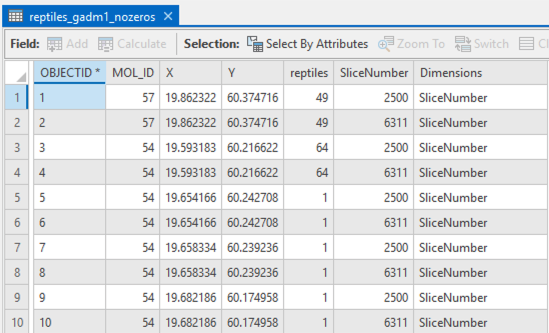 reptiles_gadm1_nozeros ×
Field: Add Calculate Selection: Select By Attributes Zoom To Switch Cl
OBJECTID * MOL_ID X Y reptiles SliceNumber Dimensions
1 1 57 19.862322 60.374716 49 2500 SliceNumber
2 2 57 19.862322 60.374716 49 6311 SliceNumber
3 3 54 19.593183 60.216622 64 2500 SliceNumber
4 4 54 19.593183 60.216622 64 6311 SliceNumber
5 5 54 19.654166 60.242708 1 2500 SliceNumber
6 6 54 19.654166 60.242708 1 6311 SliceNumber
7 7 54 19.658334 60.239236 1 2500 SliceNumber
8 8 54 19.658334 60.239236 1 6311 SliceNumber
9 9 54 19.682186 60.174958 1 2500 SliceNumber
10 10 54 19.682186 60.174958 1 6311 SliceNumber